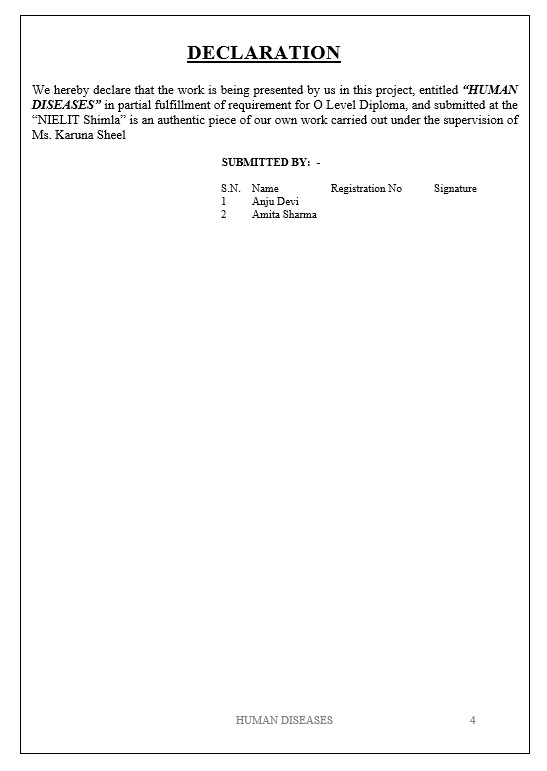 DECLARATION
We hereby declare that the work is being presented by us in this project, entitled “HUMAN
DISEASES” in partial fulfillment of requirement for O Level Diploma, and submitted at the
“NIELIT Shimla” is an authentic piece of our own work carried out under the supervision of
Ms. Karuna Sheel
SUBMITTED BY: -
S.N. Name Registration No Signature
1 Anju Devi
2 Amita Sharma
HUMAN DISEASES 4